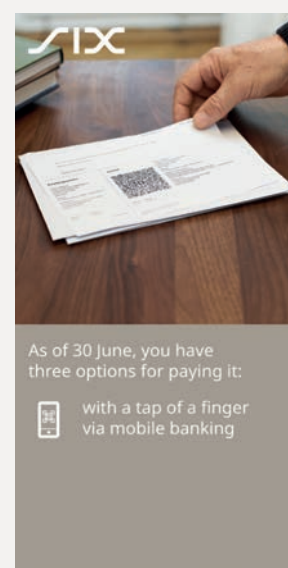 SIX
As of 30 June, you have
three options for paying it:
with a tap of a finger
via mobile banking